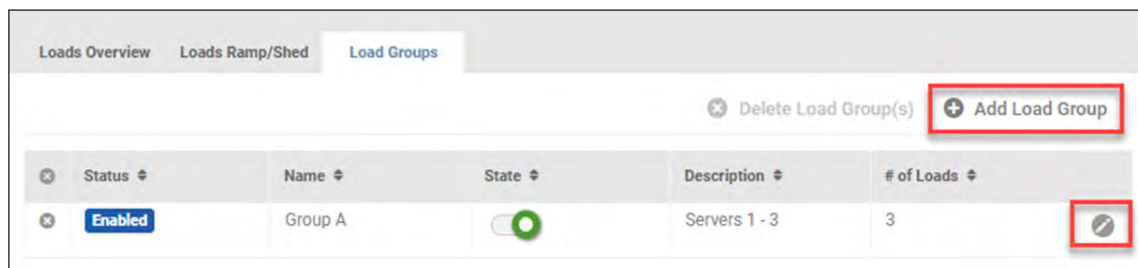 Loads Overview Loads Ramp/Shed Load Groups
Delete Load Group(s) Add Load Group
Status Name State Description # of Loads
Enabled Group A Servers 1 - 3 3